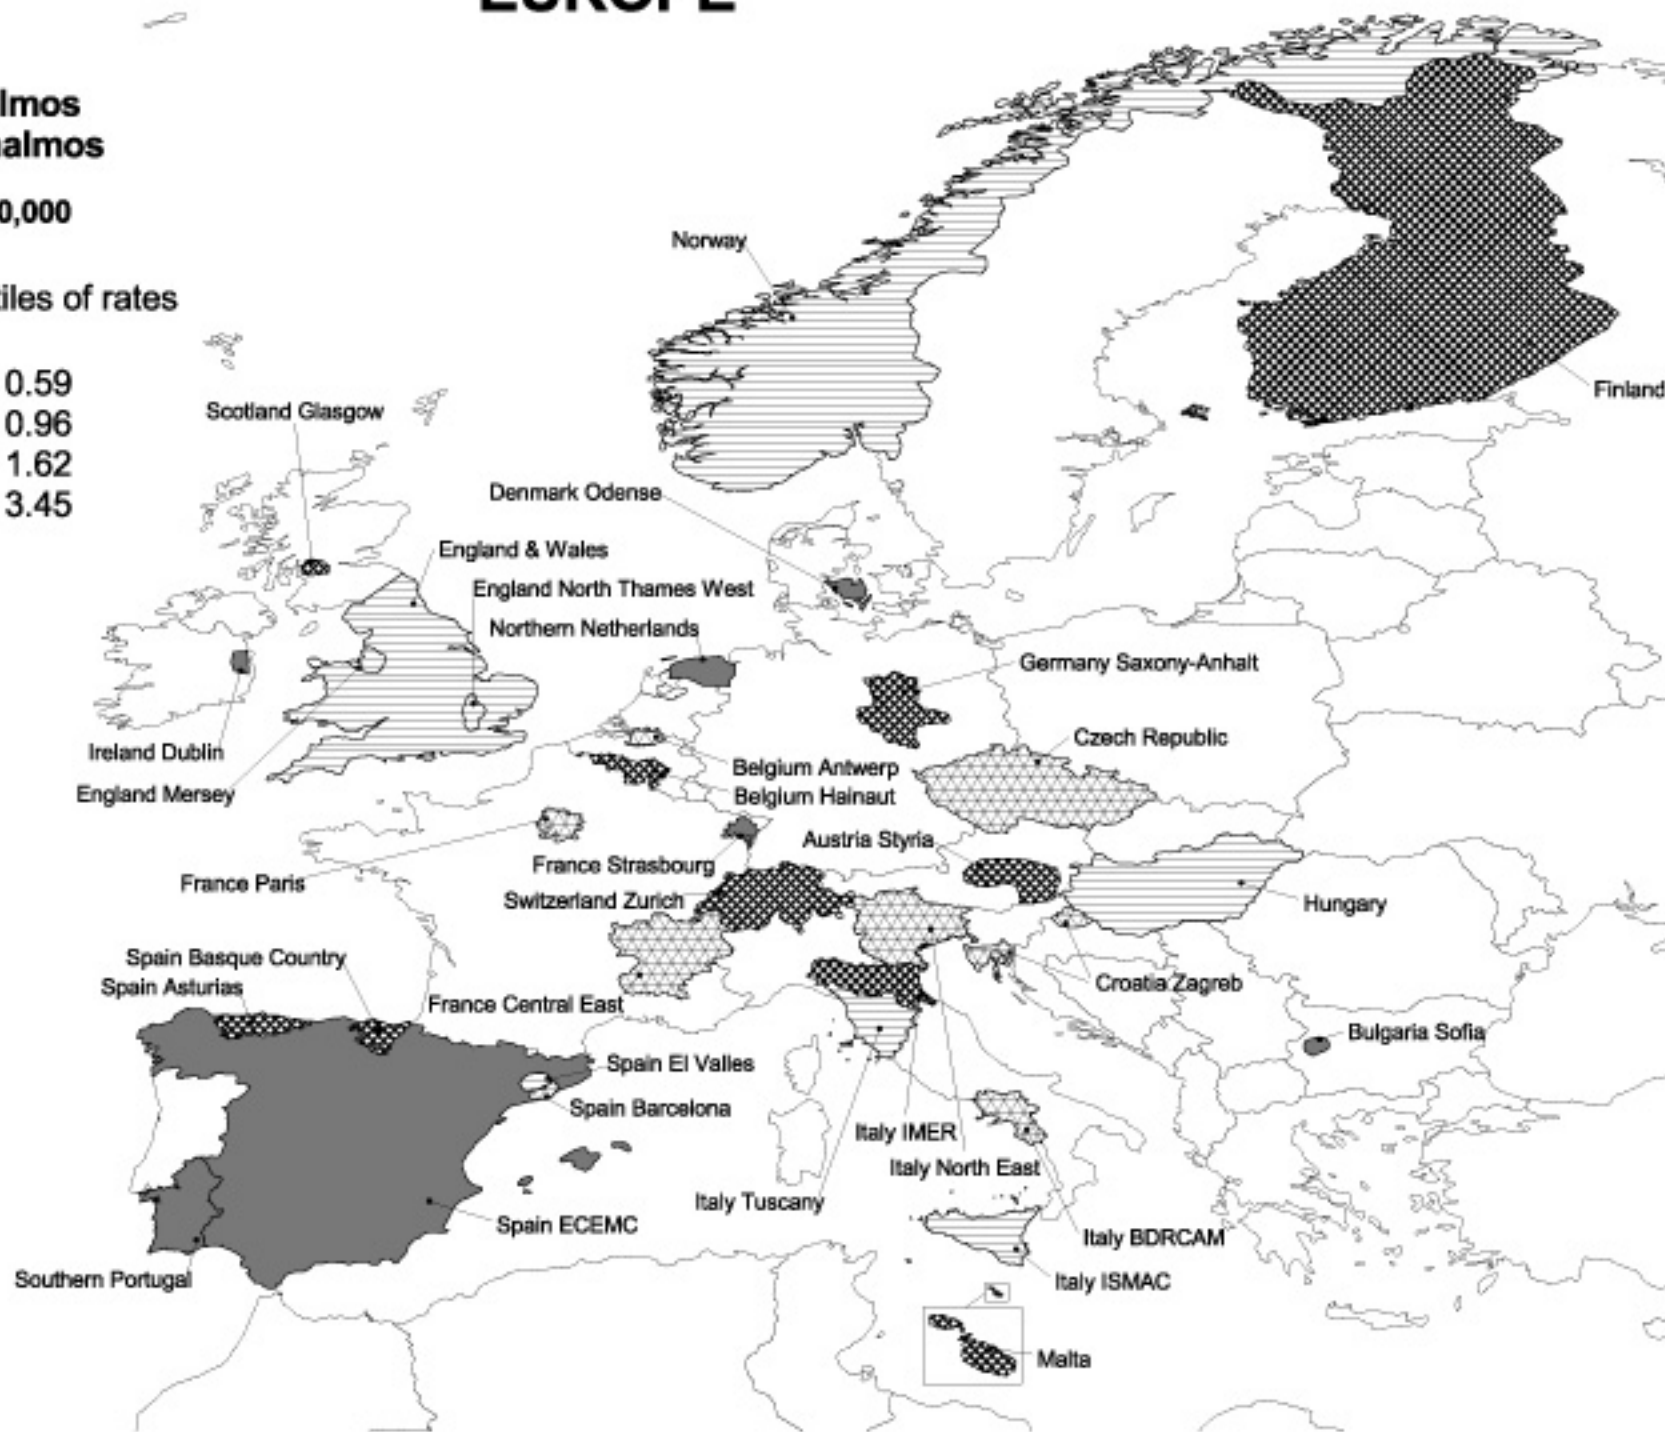 EUROPE
lmos
almos
0,000
tiles of rates
0.59
0.96
1.62
3.45
Norway
Finland
Scotland Glasgow
Denmark Odense
England & Wales
England North Thames West
Northern Netherlands
Germany Saxony-Anhalt
Czech Republic
Ireland Dublin
Belgium Antwerp
England Mersey
Belgium Hainaut
Austria Styria
France Strasbourg
France Paris
Switzerland Zurich
Hungary
Spain Basque Country
Spain Asturias
Croatia Zagreb
France Central East
Bulgaria Sofia
Spain El Valles
Spain Barcelona
Italy IMER
Italy North East
Italy Tuscany
Spain ECEMC
Italy BDRCAM
Southern Portugal
Italy ISMAC
Malta